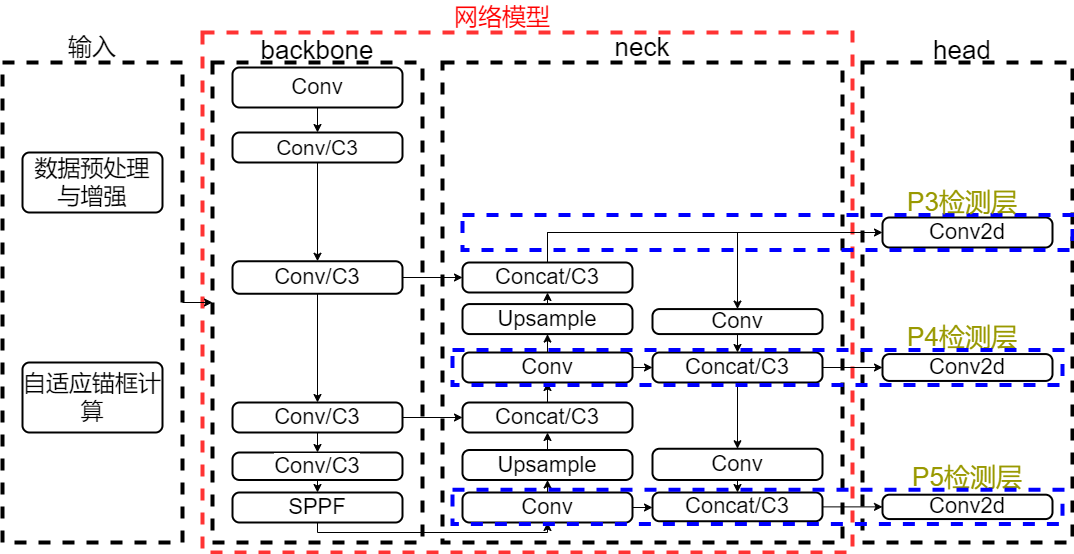 网络模型
输入
数据预处理
与增强
自适应锚框计
算
backbone
Conv
Conv/C3
Conv/C3
Conv/C3
Conv/C3
SPPF
neck
Concat/C3
Upsample
Conv
Concat/C3
Upsample
Conv
Conv
Concat/C3
Conv
Concat/C3
head
P3检测层
Conv2d
P4检测层
Conv2d
P5检测层
Conv2d